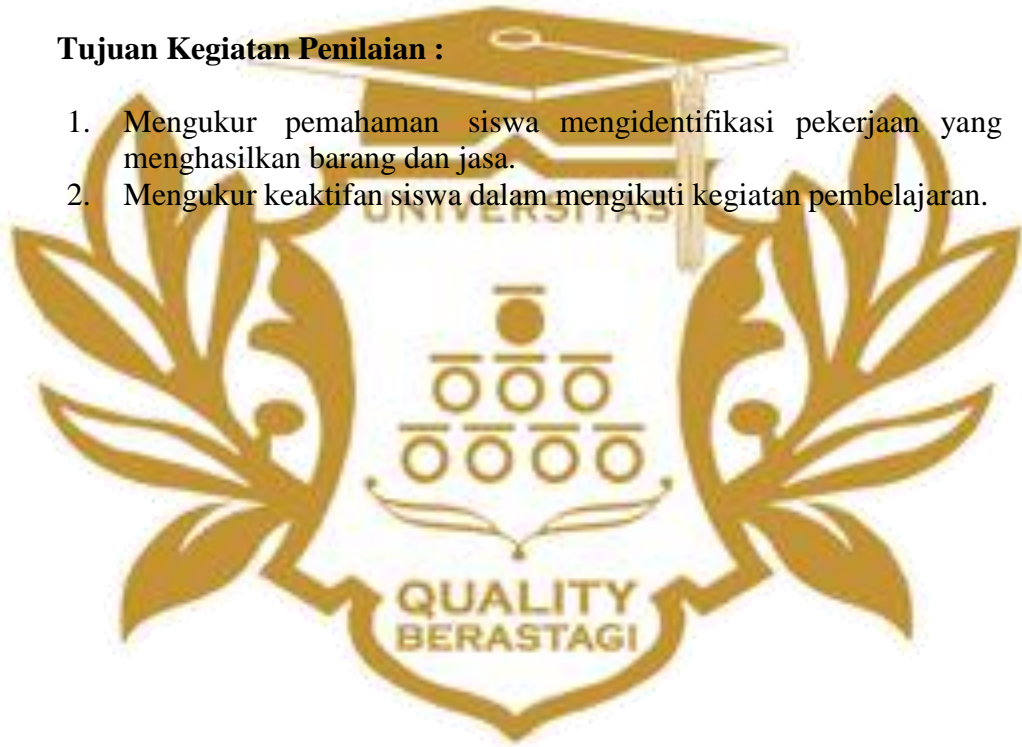 Tujuan Kegiatan Penilaian :
1. Mengukur pemahaman siswa mengidentifikasi pekerjaan yang
menghasilkan barang dan jasa.
2. Mengukur keaktifan siswa dalam mengikuti kegiatan pembelajaran.
UNIVERSITAS
QUALITY
BERASTAGI